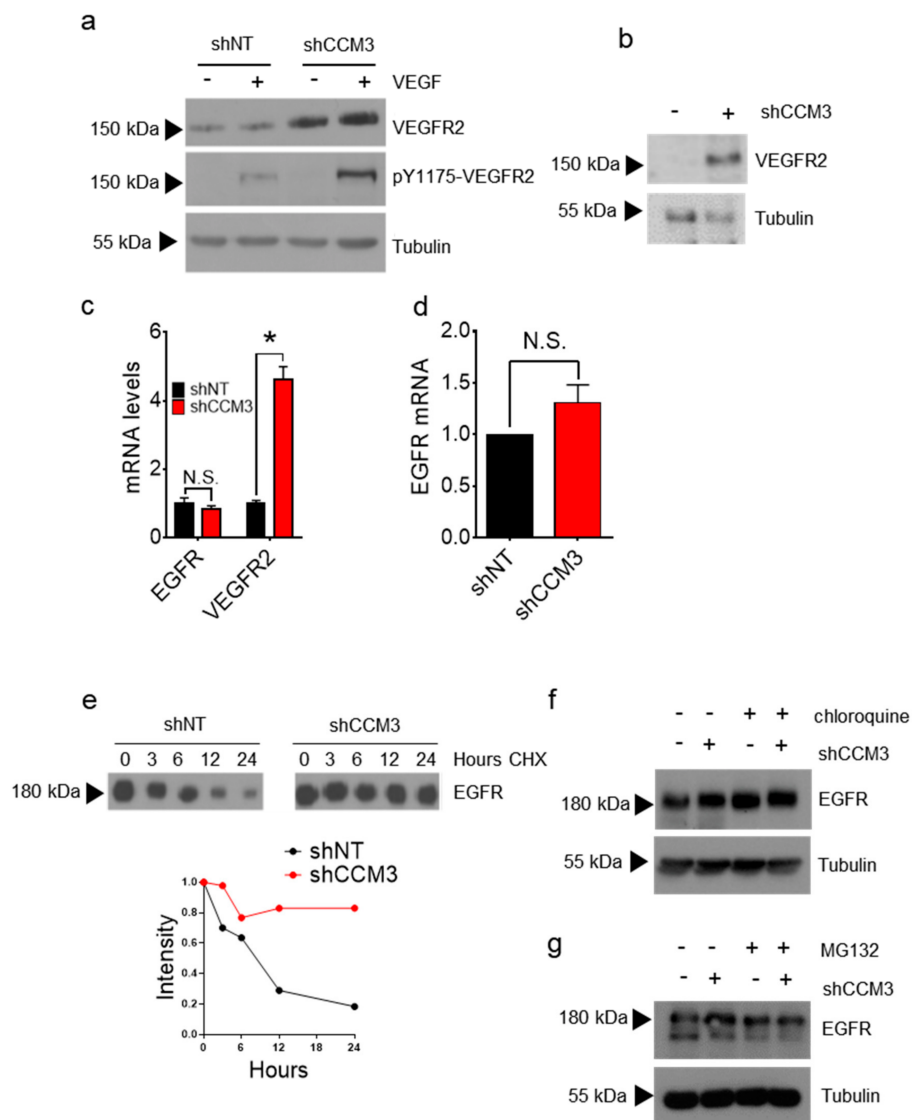 a
shNT shCCM3
- + - + VEGF
150 kDa VEGFR2
150 kDa pY1175-VEGFR2
55 kDa Tubulin
b
- + shCCM3
150 kDa VEGFR2
55 kDa Tubulin
c
mRNA levels
6
4
2
0
shNT
shCCM3
N.S.
*
EGFR VEGFR2
d
EGFR mRNA
2.0
1.5
1.0
0.5
0.0
N.S.
shNT shCCM3
e
shNT shCCM3
0 3 6 12 24 0 3 6 12 24 Hours CHX
180 kDa EGFR
shNT
shCCM3
Intensity
1.0
0.8
0.6
0.4
0.2
0.0
0 6 12 18 24
Hours
f
- - + + chloroquine
- + - + shCCM3
180 kDa EGFR
55 kDa Tubulin
g
- - + + MG132
- + - + shCCM3
180 kDa EGFR
55 kDa Tubulin